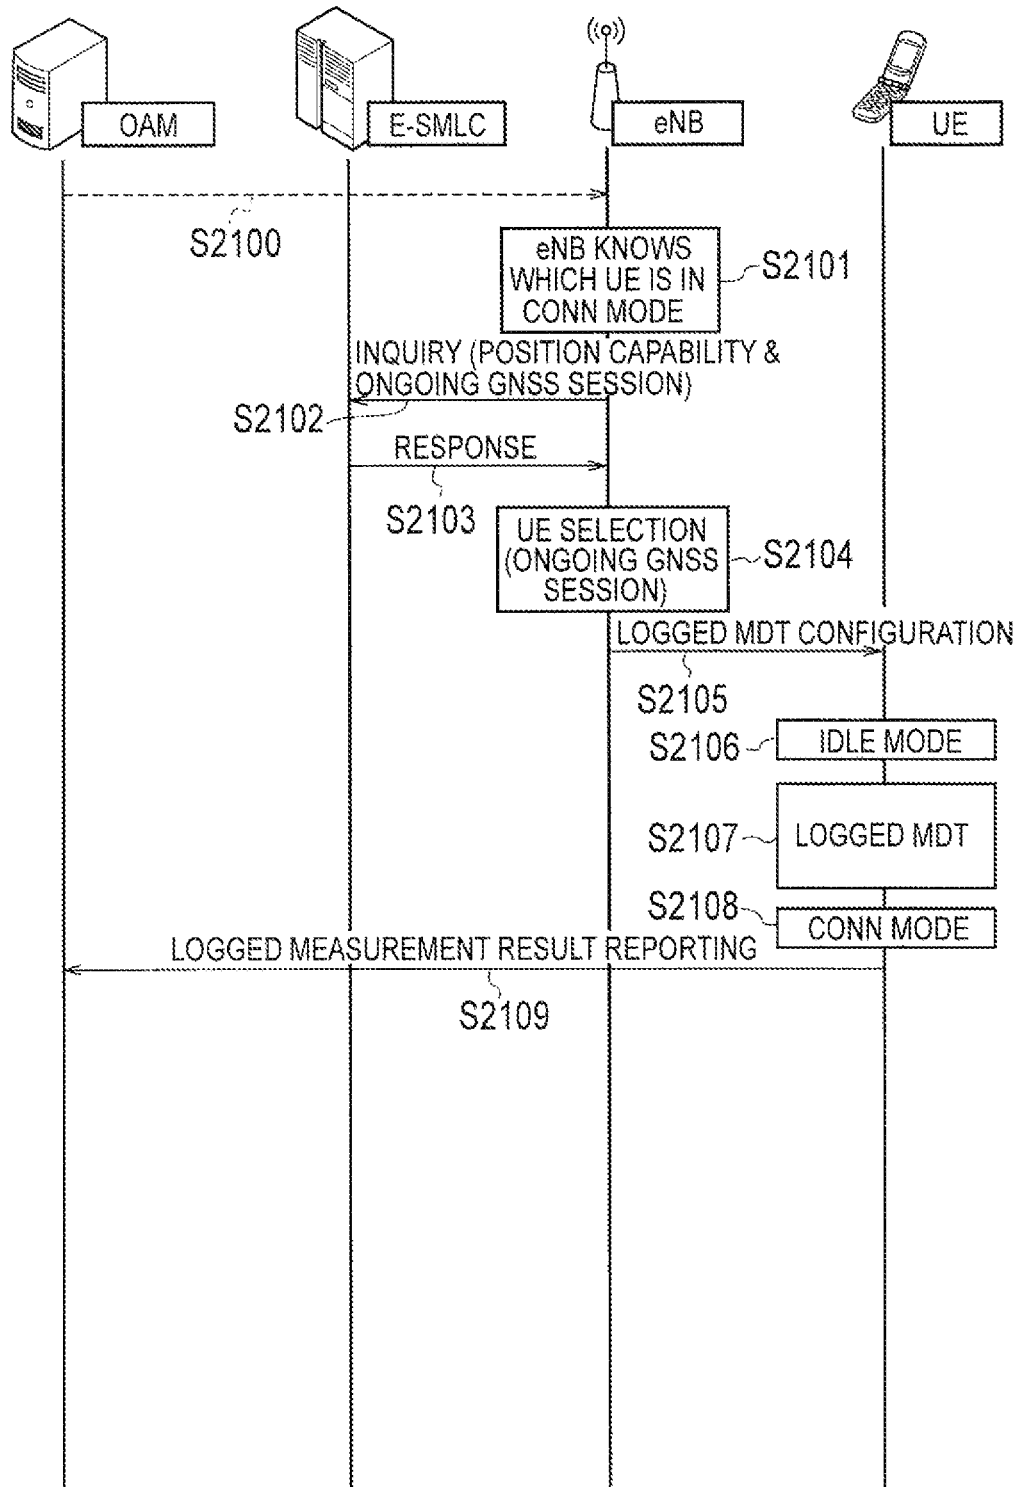 OAM
E-SMLC
eNB
UE
S2100
eNB KNOWS
WHICH UE IS IN
CONN MODE
S2101
INQUIRY (POSITION CAPABILITY &
ONGOING GNSS SESSION)
S2102
RESPONSE
S2103
UE SELECTION
(ONGOING GNSS
SESSION)
S2104
LOGGED MDT CONFIGURATION
S2105
S2106
IDLE MODE
S2107
LOGGED MDT
S2108
CONN MODE
LOGGED MEASUREMENT RESULT REPORTING
S2109